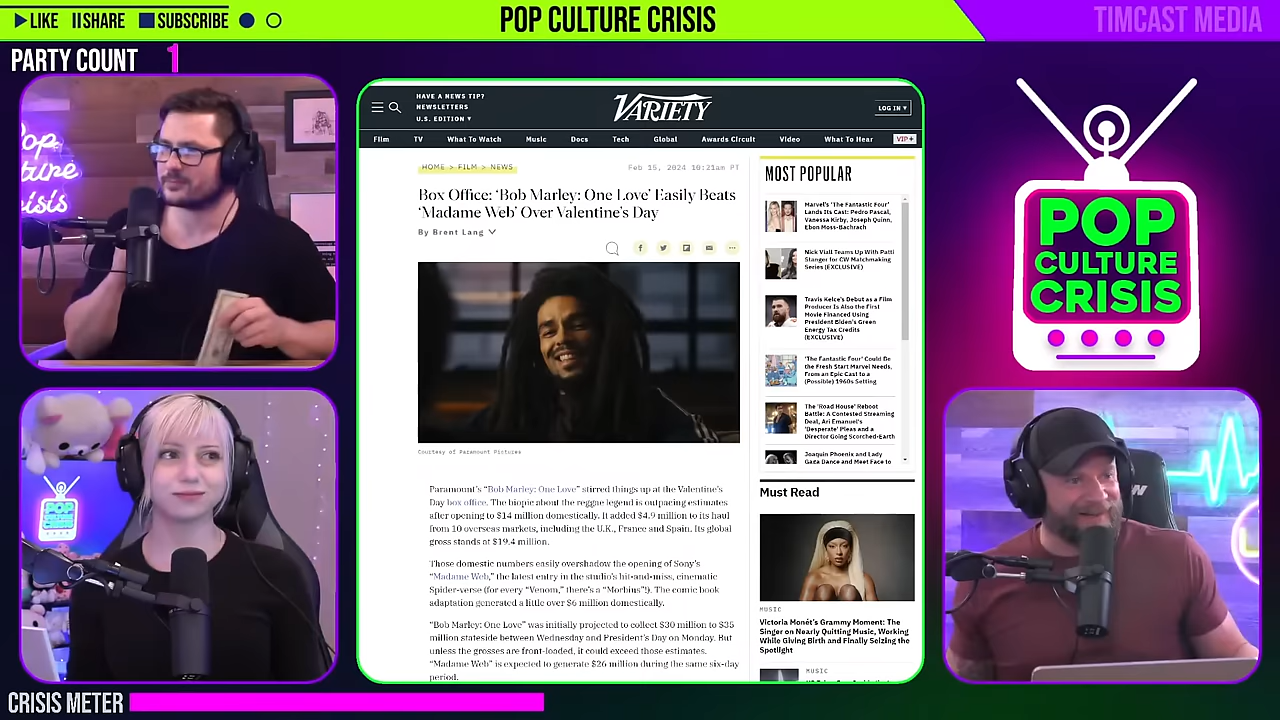 LIKE SHARE SUBSCRIBE
POP CULTURE CRISIS
TIMCAST MEDIA
PARTY COUNT 1
Pop
ture
isis
HAVE A NEWS TIP?
NEWSLETTERS
U.S. EDITION
VARIETY
LOG IN
Film TV What To Watch Music Docs Tech Global Awards Circuit Video What To Hear VIP+
HOME > FILM > NEWS
Feb 15, 2024 10:21am PT
Box Office: ‘Bob Marley: One Love’ Easily Beats
‘Madame Web’ Over Valentine’s Day
By Brent Lang
Courtesy of Paramount Pictures
Paramount’s “Bob Marley: One Love” stirred things up at the Valentine’s
Day box office. The biopic about the reggae legend is outpacing estimates
after opening to $14 million domestically. It added $4.9 million to its haul
from 10 overseas markets, including the U.K., France and Spain. Its global
gross stands at $19.4 million.
Those domestic numbers easily overshadow the opening of Sony’s
“Madame Web,” the latest entry in the studio’s hit-and-miss, cinematic
Spider-verse (for every “Venom,” there’s a “Morbius”!). The comic book
adaptation generated a little over $6 million domestically.
“Bob Marley: One Love” was initially projected to collect $30 million to $35
million stateside between Wednesday and President’s Day on Monday. But
unless the grosses are front-loaded, it could exceed those estimates.
“Madame Web” is expected to generate $26 million during the same six-day
period.
MOST POPULAR
Marvel's 'The Fantastic Four'
Lands Its Cast: Pedro Pascal,
Vanessa Kirby, Joseph Quinn,
Ebon Moss-Bachrach
Nick Viall Teams Up With Patti
Stanger for CW Matchmaking
Series (EXCLUSIVE)
Travis Kelce's Debut as a Film
Producer Is Also the First
Movie Financed Using
President Biden's Green
Energy Tax Credits
(EXCLUSIVE)
'The Fantastic Four' Could Be
the Fresh Start Marvel Needs,
From an Epic Cast to a
(Possible) 1960s Setting
The 'Road House' Reboot
Battle: A Contested Streaming
Deal, Ari Emanuel's
'Desperate' Pleas and a
Director Going Scorched-Earth
Joaquin Phoenix and Lady
Gaga Dance and Meet Face to
Must Read
MUSIC
Victoria Monét's Grammy Moment: The
Singer on Nearly Quitting Music, Working
While Giving Birth and Finally Seizing the
Spotlight
MUSIC
POP
CULTURE
CRISIS
POP
CULTURE
CRISIS
CRISIS METER